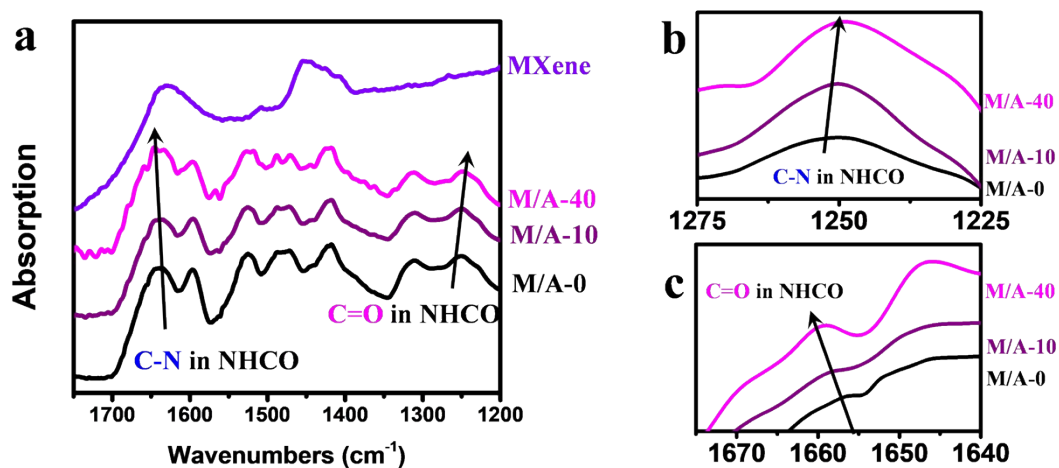 a
Absorption
MXene
M/A-40
M/A-10
M/A-0
C=O in NHCO
C-N in NHCO
1700 1600 1500 1400 1300 1200
Wavenumbers (cm⁻¹)
b
M/A-40
M/A-10
M/A-0
C-N in NHCO
1275 1250 1225
c
C=O in NHCO
M/A-40
M/A-10
M/A-0
1670 1660 1650 1640